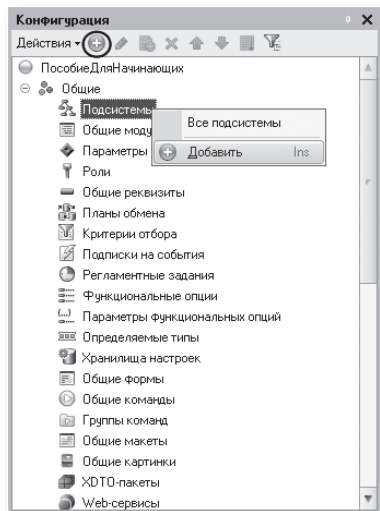 Конфигурация
Действия
ПособиеДляНачинающих
Общие
Подсистемы
Все подсистемы
Общие моду
Добавить Ins
Параметры
Роли
Общие реквизиты
Планы обмена
Критерии отбора
Подписки на события
Регламентные задания
Функциональные опции
Параметры функциональных опций
Определяемые типы
Хранилища настроек
Общие формы
Общие команды
Группы команд
Общие макеты
Общие картинки
XDTO-пакеты
Web-сервисы